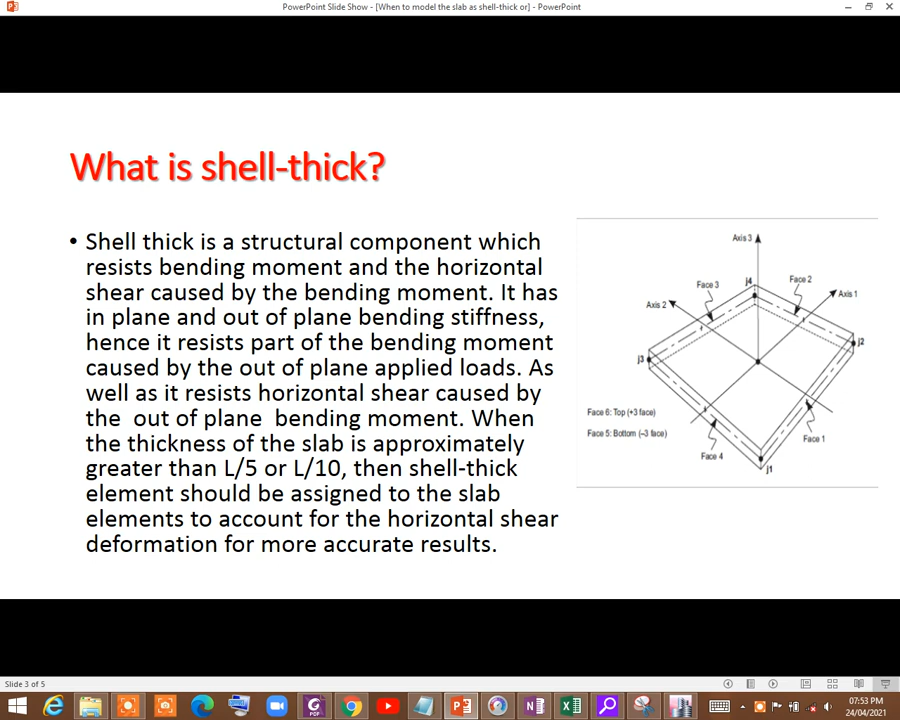 PowerPoint Slide Show - [When to model the slab as shell-thick or] - PowerPoint
What is shell-thick?
• Shell thick is a structural component which
resists bending moment and the horizontal
shear caused by the bending moment. It has
in plane and out of plane bending stiffness,
hence it resists part of the bending moment
caused by the out of plane applied loads. As
well as it resists horizontal shear caused by
the out of plane bending moment. When
the thickness of the slab is approximately
greater than L/5 or L/10, then shell-thick
element should be assigned to the slab
elements to account for the horizontal shear
deformation for more accurate results.
Axis 3
j4
Face 2
Face 3
Axis 1
Axis 2
j2
j3
Face 6: Top (+3 face)
Face 5: Bottom (–3 face)
Face 1
Face 4
j1
Slide 3 of 5
07:53 PM
24/04/2021